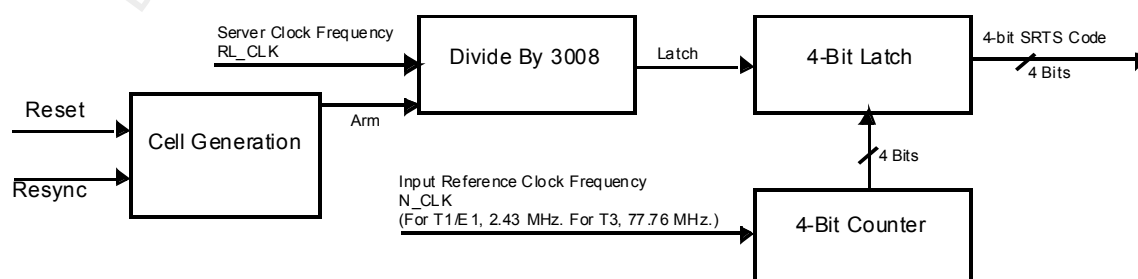 Server Clock Frequency
RL_CLK
Divide By 3008
Latch
4-Bit Latch
4-bit SRTS Code
4 Bits
Reset
Resync
Cell Generation
Arm
4 Bits
Input Reference Clock Frequency
N_CLK
(For T1/E1, 2.43 MHz. For T3, 77.76 MHz.)
4-Bit Counter